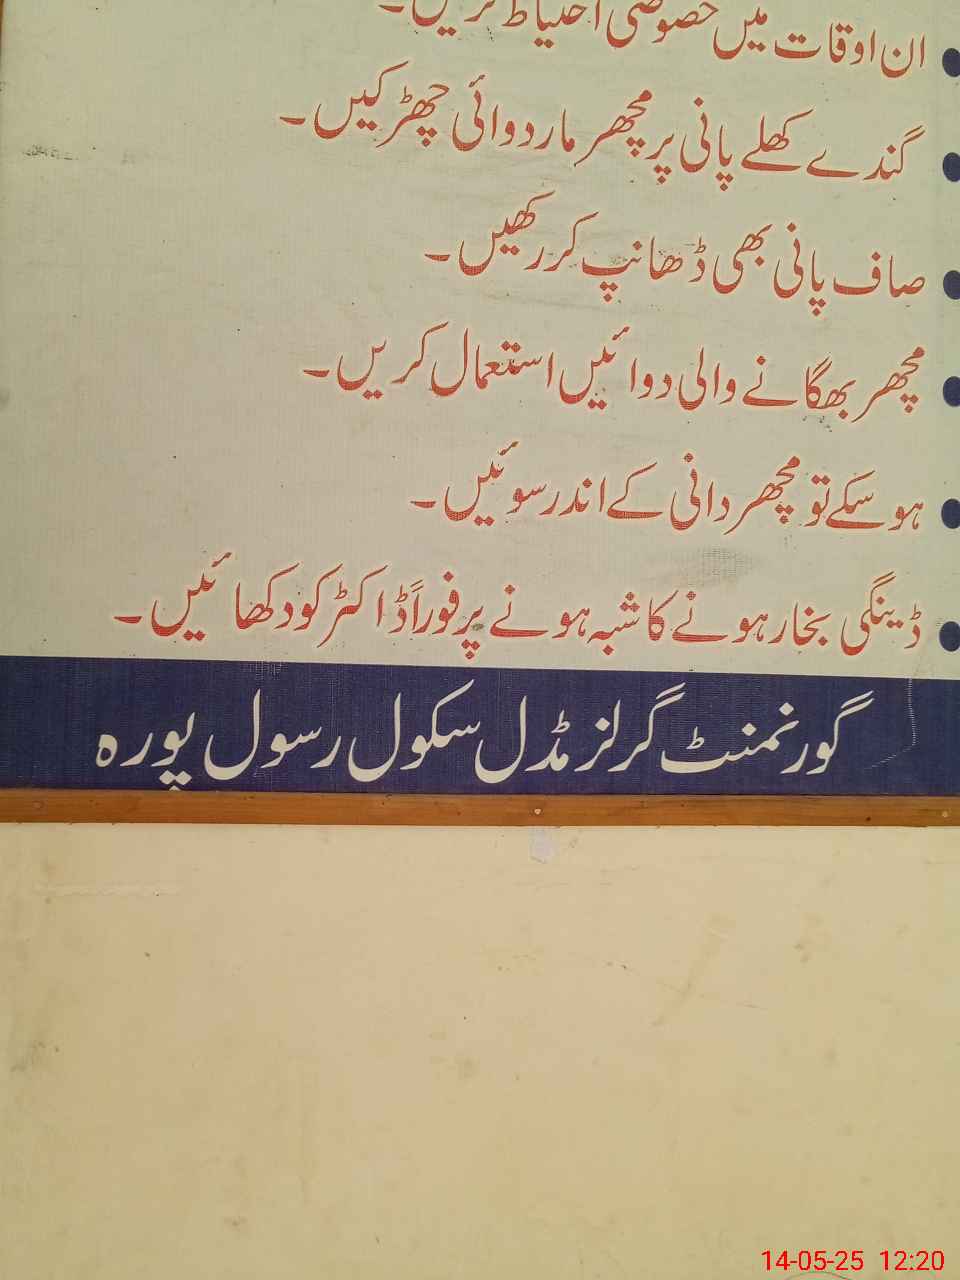 ان اوقات میں خصوصی احتیاط کریں۔
گندے کھلے پانی پر مچھر مار دوائی چھڑکیں۔
صاف پانی بھی ڈھانپ کر رکھیں۔
مچھر بھگانے والی دوائیں استعمال کریں۔
ہو سکے تو مچھر دانی کے اندر سوئیں۔
ڈینگی بخار ہونے کا شبہ ہونے پر فوراً ڈاکٹر کو دکھائیں۔
گورنمنٹ گرلز مڈل سکول رسول پورہ
14-05-25 12:20